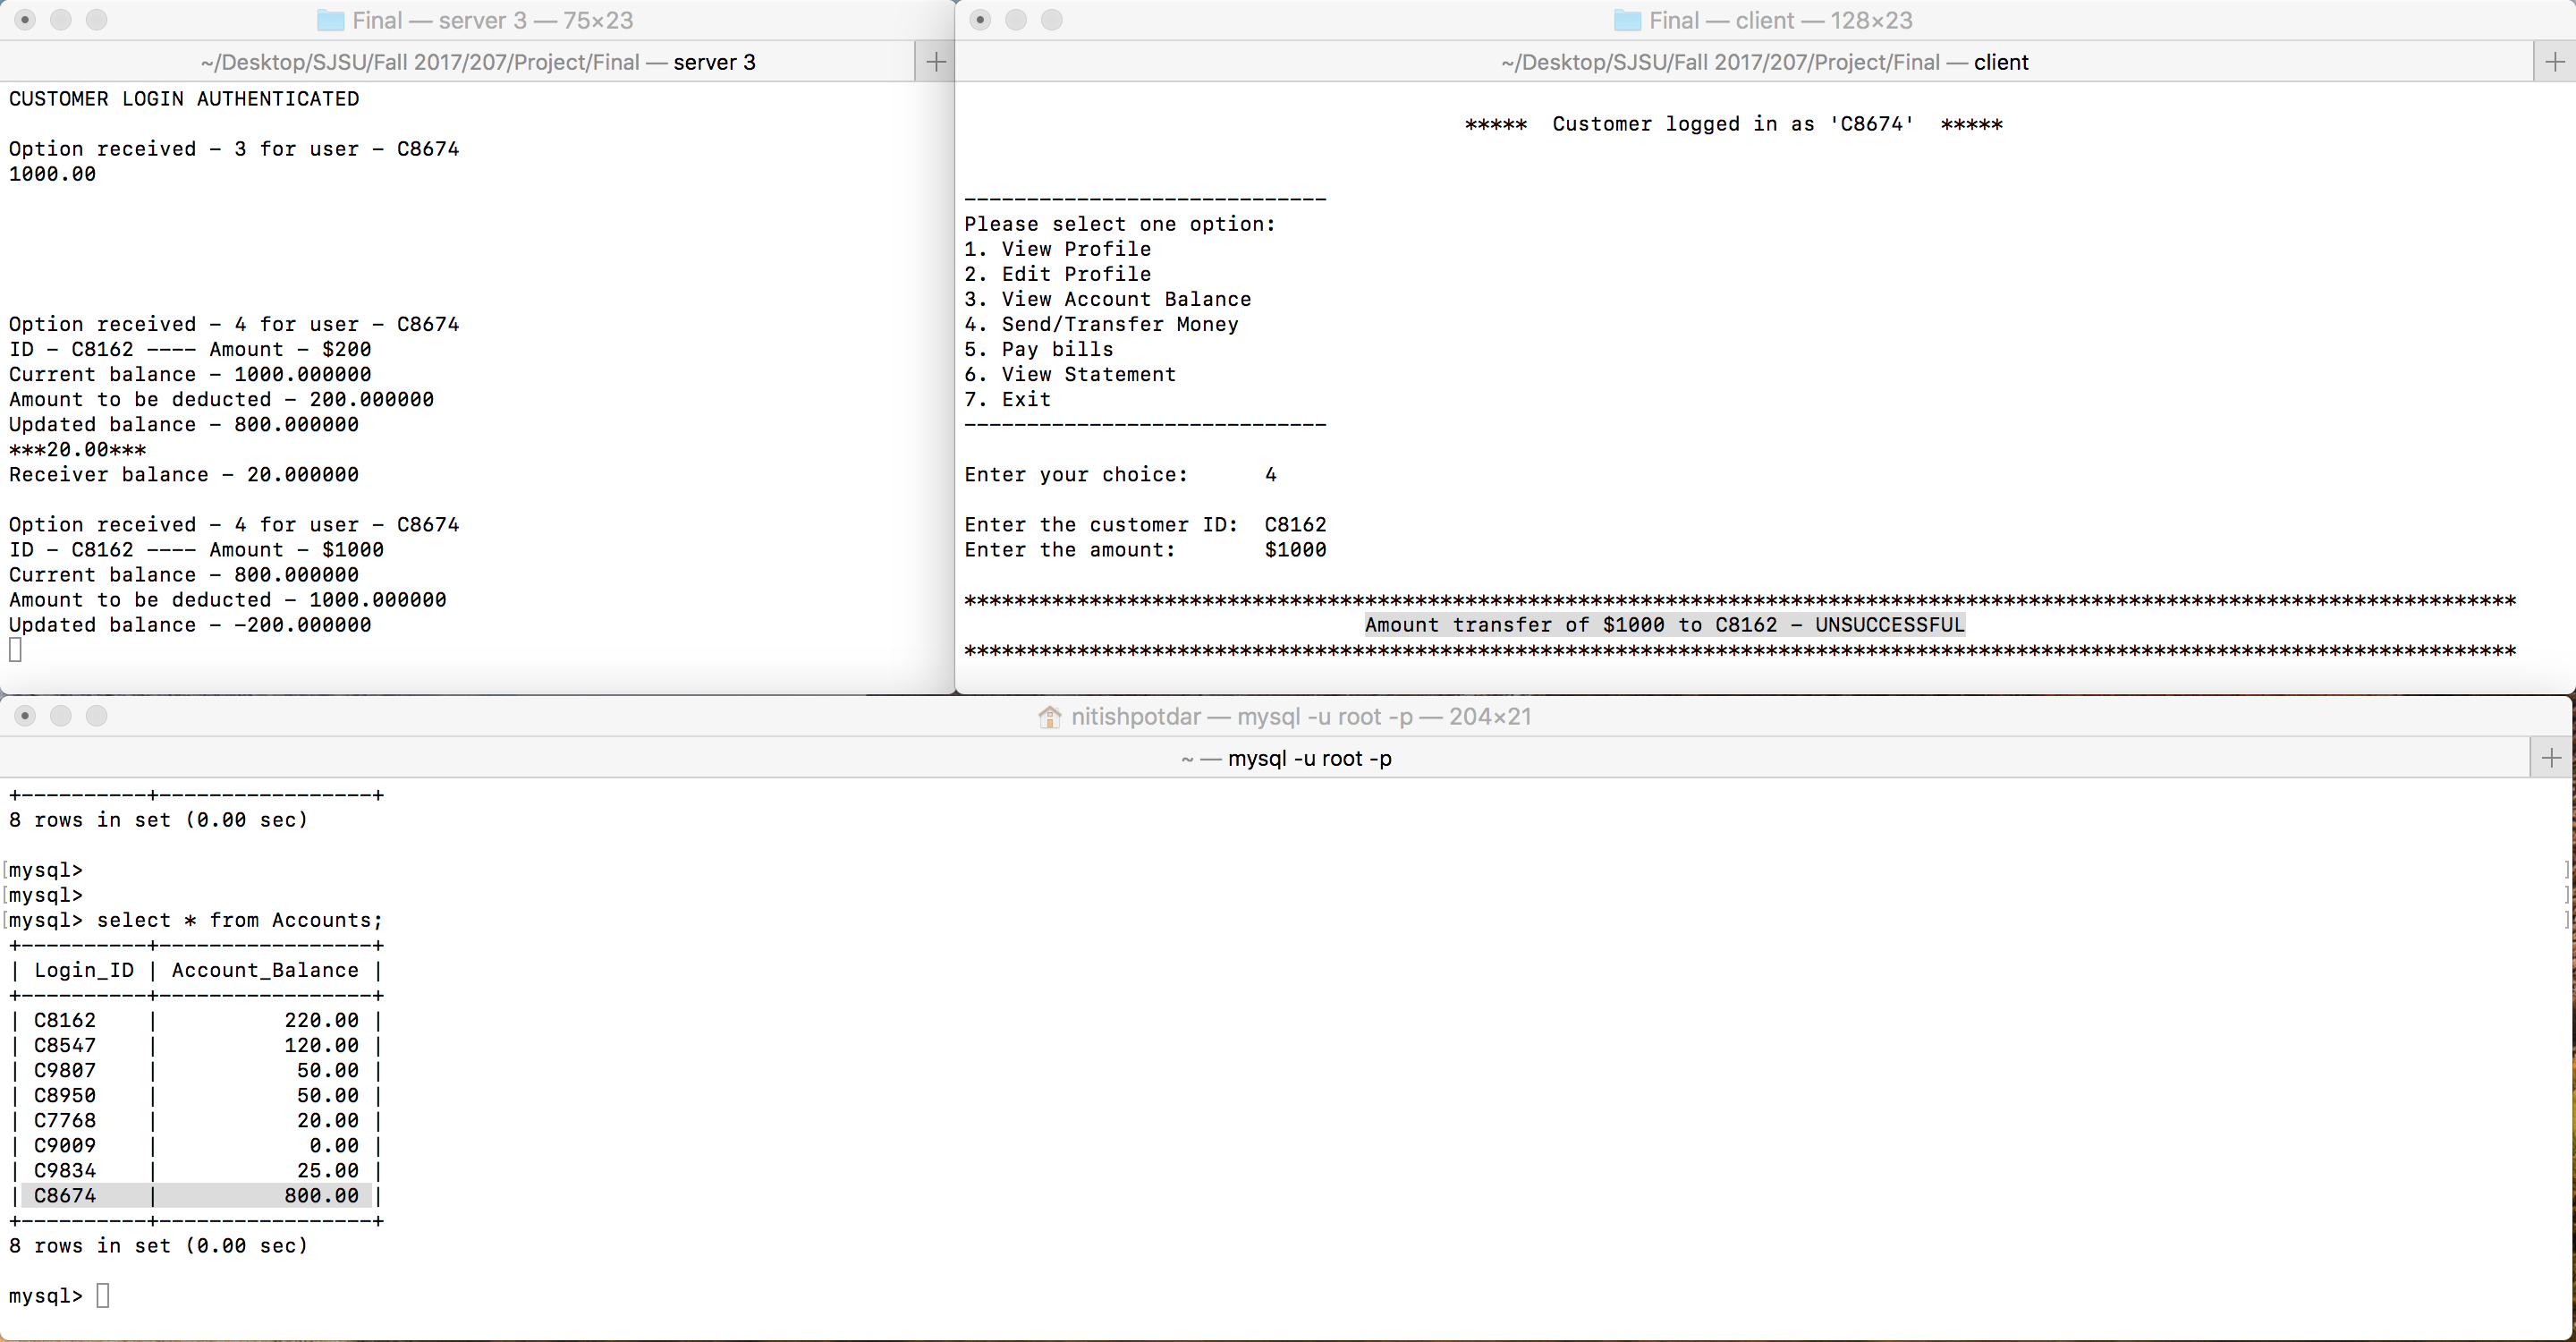 Final — server 3 — 75×23
~/Desktop/SJSU/Fall 2017/207/Project/Final — server 3
CUSTOMER LOGIN AUTHENTICATED
Option received – 3 for user – C8674
1000.00
Option received – 4 for user – C8674
ID – C8162 –––– Amount – $200
Current balance – 1000.000000
Amount to be deducted – 200.000000
Updated balance – 800.000000
***20.00***
Receiver balance – 20.000000
Option received – 4 for user – C8674
ID – C8162 –––– Amount – $1000
Current balance – 800.000000
Amount to be deducted – 1000.000000
Updated balance – -200.000000
Final — client — 128×23
~/Desktop/SJSU/Fall 2017/207/Project/Final — client
***** Customer logged in as 'C8674' *****
-----------------------------
Please select one option:
1. View Profile
2. Edit Profile
3. View Account Balance
4. Send/Transfer Money
5. Pay bills
6. View Statement
7. Exit
-----------------------------
Enter your choice: 4
Enter the customer ID: C8162
Enter the amount: $1000
****************************************************************************************************************************
Amount transfer of $1000 to C8162 – UNSUCCESSFUL
****************************************************************************************************************************
nitishpotdar — mysql -u root -p — 204×21
~ — mysql -u root -p
+----------+-----------------+
8 rows in set (0.00 sec)
[mysql> ]
[mysql> ]
[mysql> select * from Accounts; ]
+----------+-----------------+
| Login_ID | Account_Balance |
+----------+-----------------+
| C8162 | 220.00 |
| C8547 | 120.00 |
| C9807 | 50.00 |
| C8950 | 50.00 |
| C7768 | 20.00 |
| C9009 | 0.00 |
| C9834 | 25.00 |
| C8674 | 800.00 |
+----------+-----------------+
8 rows in set (0.00 sec)
mysql>